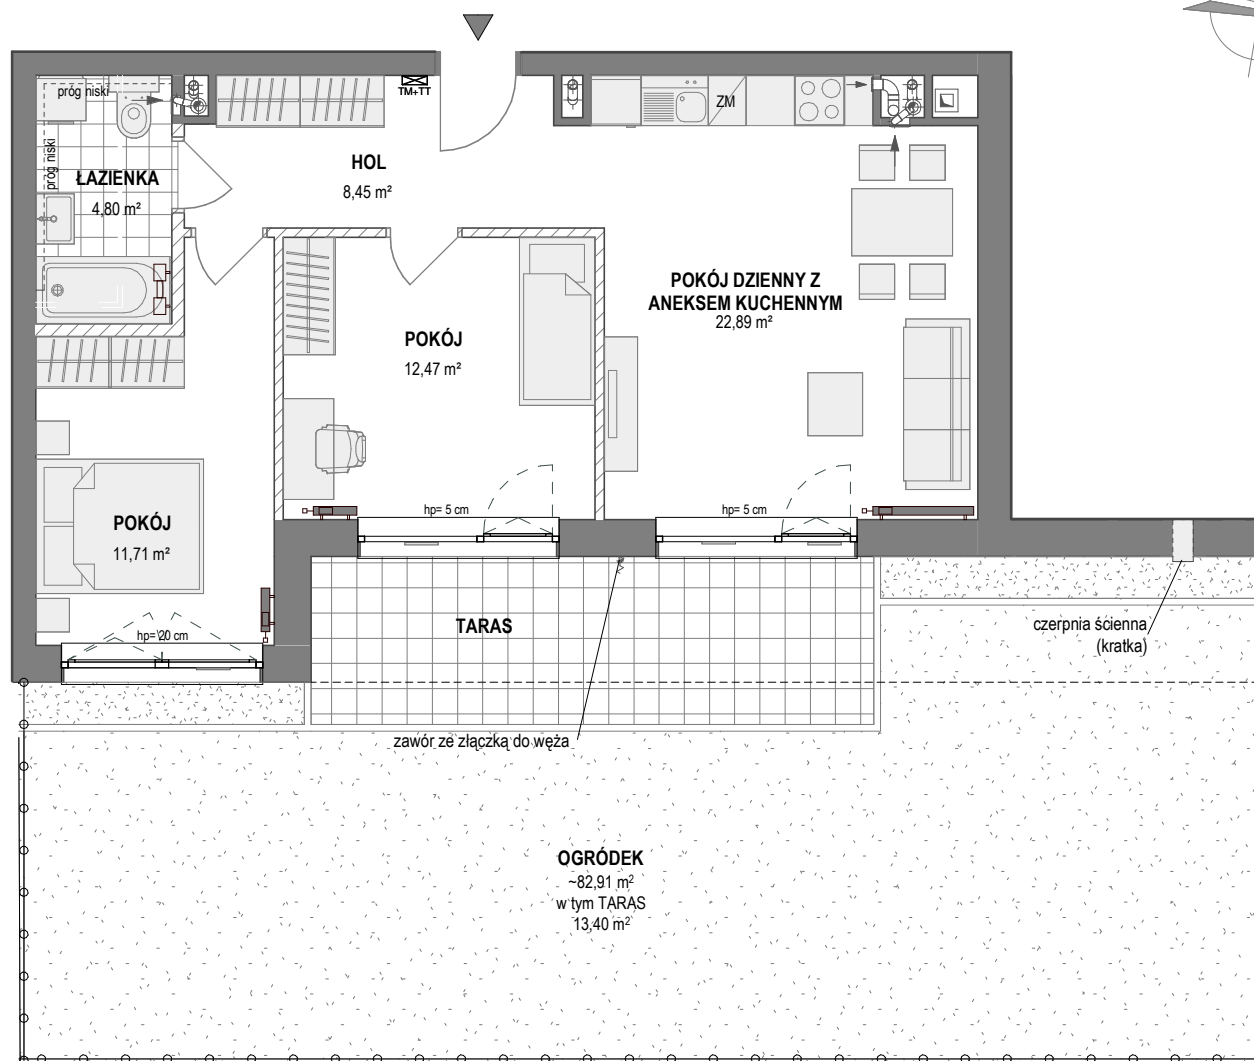 TM+TT
próg niski
ZM
próg niski
HOL
8,45 m²
ŁAZIENKA
4,80 m²
POKÓJ DZIENNY Z
ANEKSEM KUCHENNYM
22,89 m²
POKÓJ
12,47 m²
hp= 5 cm
hp= 5 cm
POKÓJ
11,71 m²
hp= 20 cm
TARAS
czerpnia ścienna
(kratka)
zawór ze złączką do węża
OGRÓDEK
~82,91 m²
w tym TARAS
13,40 m²